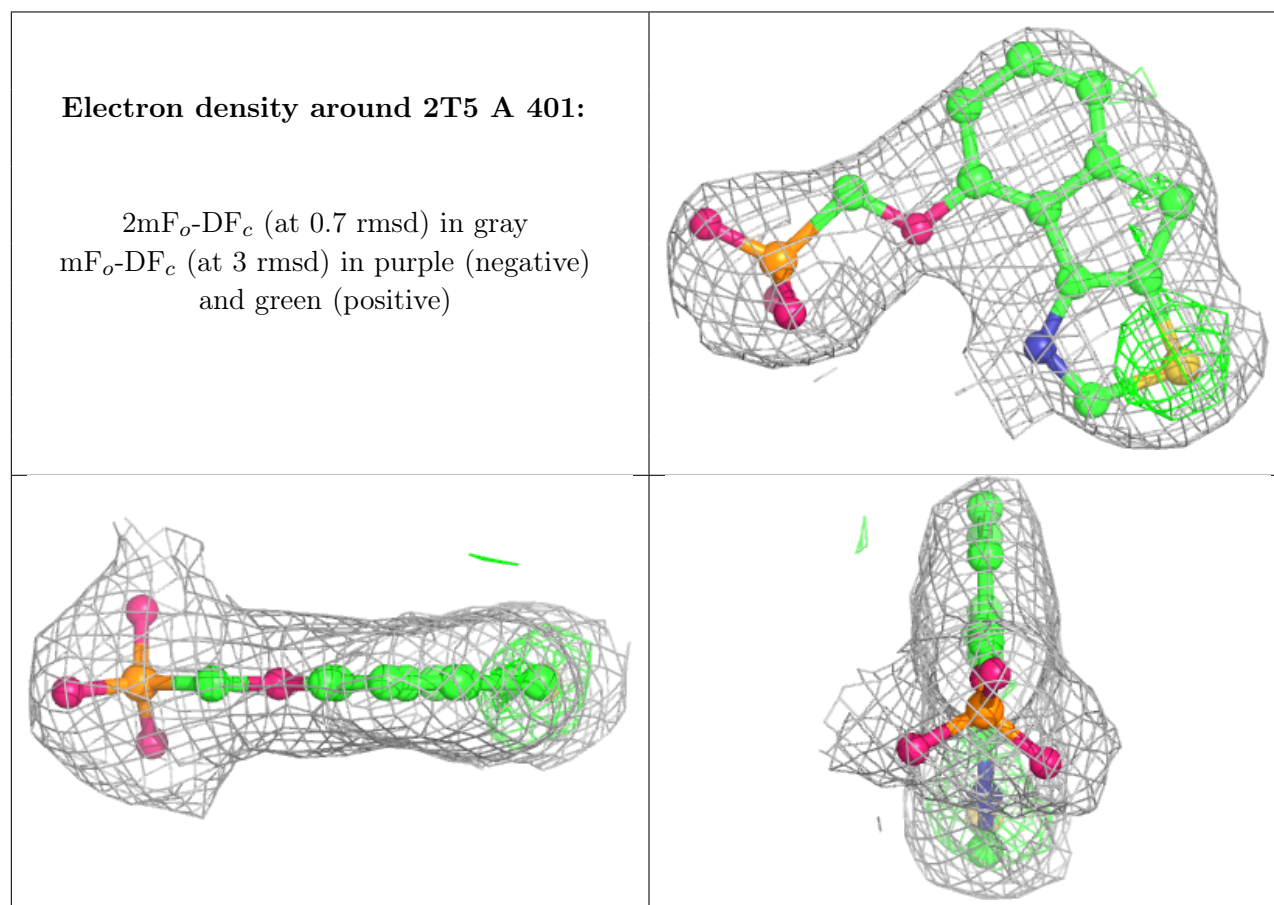 Electron density around 2T5 A 401:
2mFo-DFc (at 0.7 rmsd) in gray
mFo-DFc (at 3 rmsd) in purple (negative)
and green (positive)